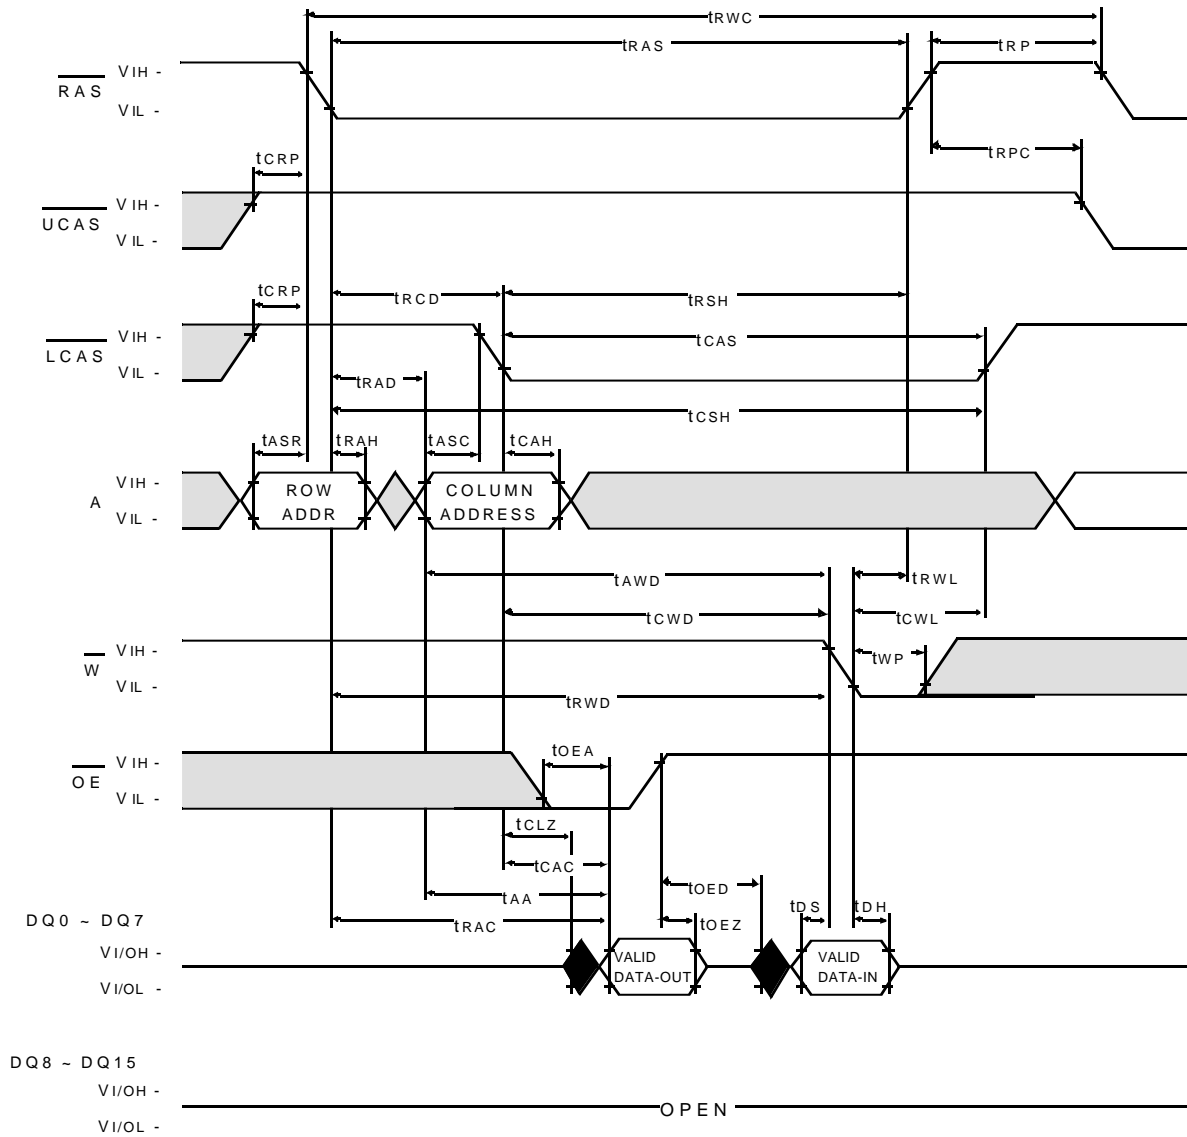 tRWC
tRAS
tRP
RAS
VIH -
VIL -
tCRP
tRPC
UCAS
VIH -
VIL -
tCRP
tRCD
tRSH
LCAS
VIH -
VIL -
tCAS
tRAD
tCSH
tASR
tRAH
tASC
tCAH
A
VIH -
VIL -
ROW
ADDR
COLUMN
ADDRESS
tAWD
tRWL
tCWD
tCWL
W
VIH -
VIL -
tWP
tRWD
OE
VIH -
VIL -
tOEA
tCLZ
tCAC
tAA
tOED
tRAC
tOEZ
tDS
tDH
DQ0 ~ DQ7
VI/OH -
VI/OL -
VALID
DATA-OUT
VALID
DATA-IN
DQ8 ~ DQ15
VI/OH -
VI/OL -
OPEN